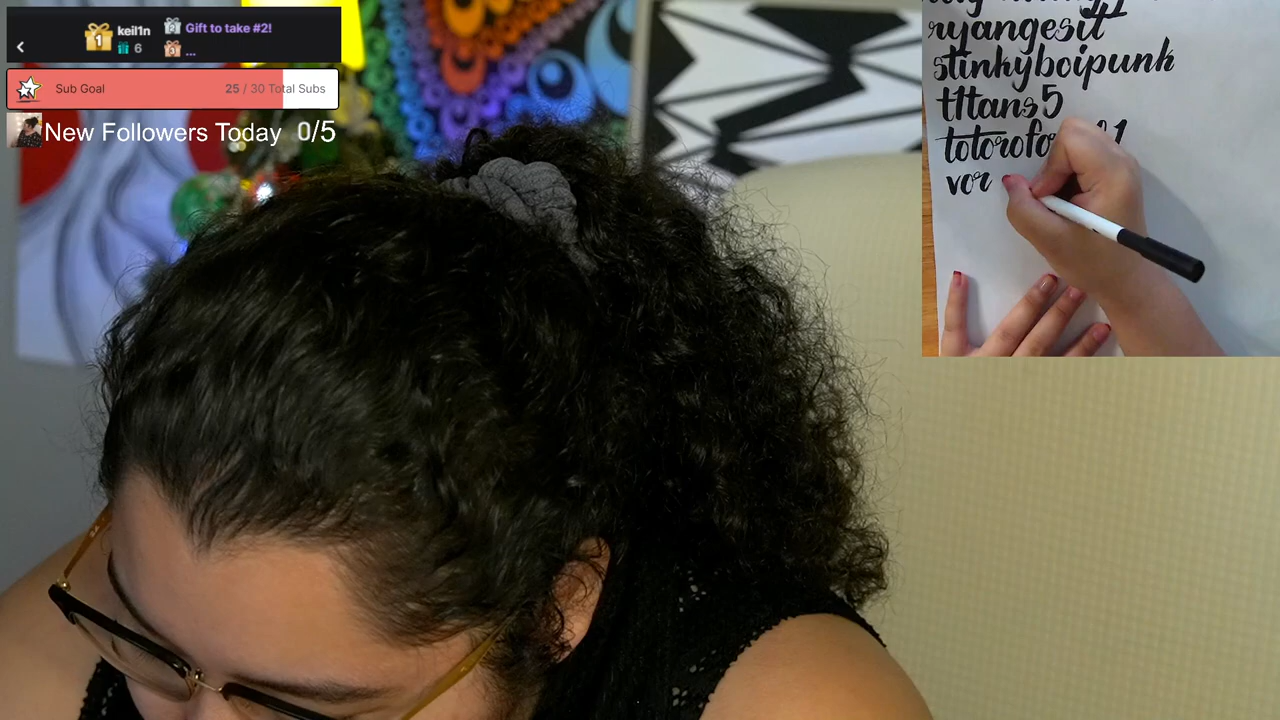 keil1n
6
Gift to take #2!
...
Sub Goal
25 / 30 Total Subs
New Followers Today 0/5
ryangesit
stinkyboipunk
t1tans5
vor